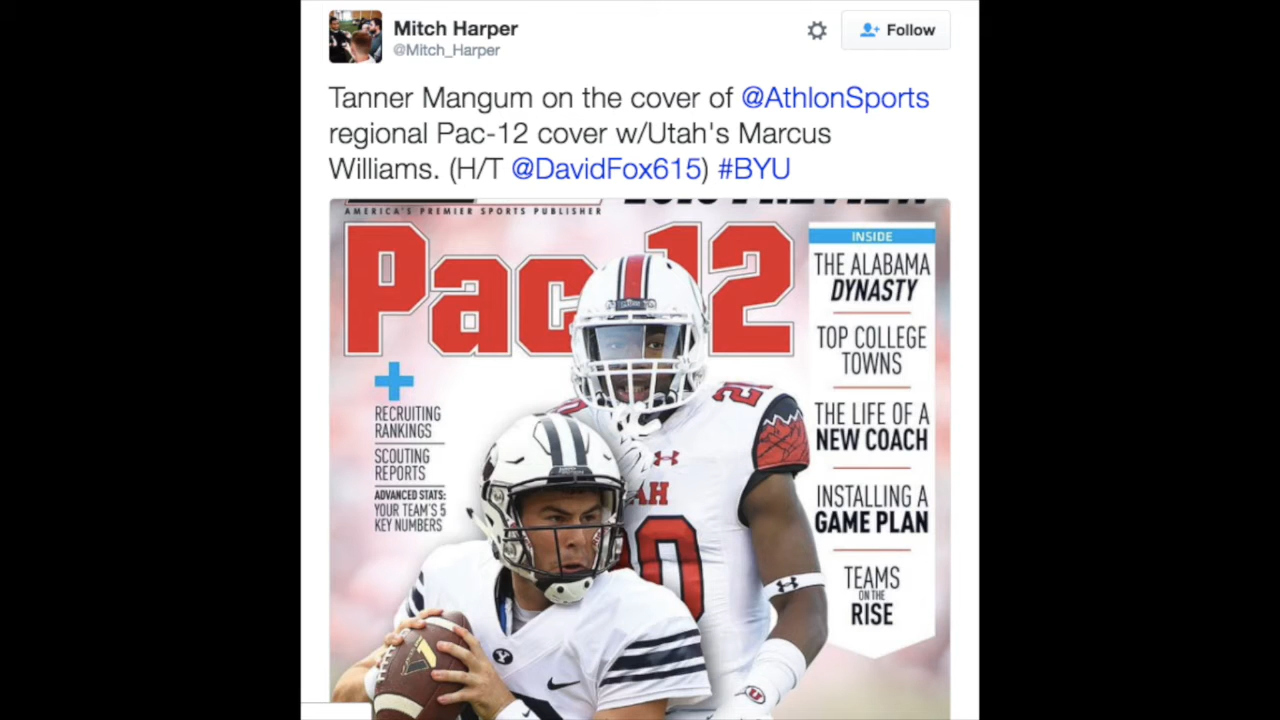 Mitch Harper
@Mitch_Harper
Follow
Tanner Mangum on the cover of @AthlonSports
regional Pac-12 cover w/Utah's Marcus
Williams. (H/T @DavidFox615) #BYU
AMERICA'S PREMIER SPORTS PUBLISHER
Pac-12
INSIDE
THE ALABAMA
DYNASTY
TOP COLLEGE
TOWNS
THE LIFE OF A
NEW COACH
INSTALLING A
GAME PLAN
TEAMS
ON THE
RISE
+
RECRUITING
RANKINGS
SCOUTING
REPORTS
ADVANCED STATS:
YOUR TEAM'S 5
KEY NUMBERS
Y
U